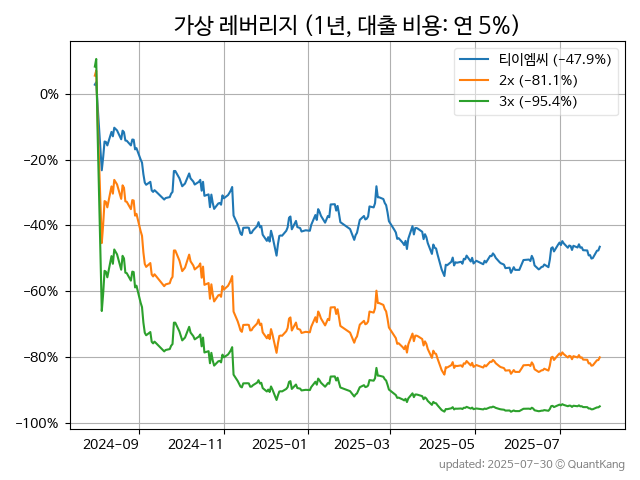 가상 레버리지 (1년, 대출 비용: 연 5%)
티이엠씨 (-47.9%)
2x (-81.1%)
3x (-95.4%)
0%
-20%
-40%
-60%
-80%
-100%
2024-09 2024-11 2025-01 2025-03 2025-05 2025-07
updated: 2025-07-30 © QuantKang